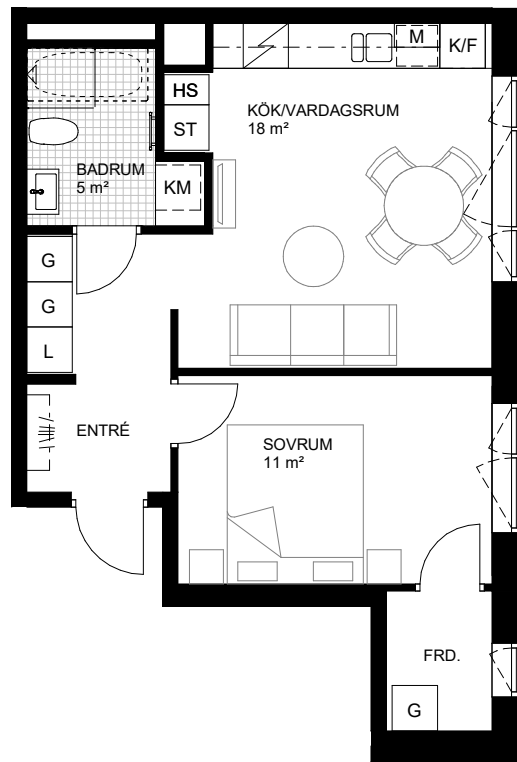 M
K/F
HS
ST
KÖK/VARDAGSRUM
18 m²
BADRUM
5 m²
KM
G
G
L
ENTRÉ
SOVRUM
11 m²
FRD.
G